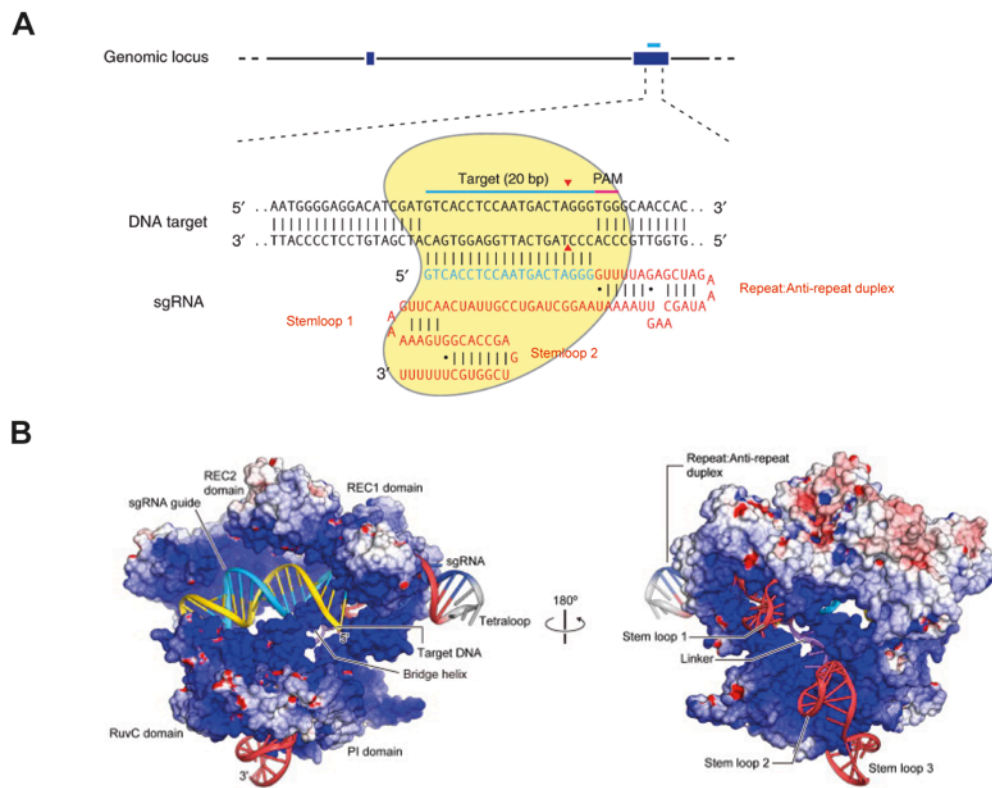 A
Genomic locus
Target (20 bp)
PAM
5′ ..AATGGGGAGGACATCGATGTCACCTCCAATGACTAGGGTGGGCAACCAC.. 3′
DNA target
3′ ..TTACCCCTCCTGTAGCTACAGTGGAGGTTACTGATCCCACCCGTTGGTG.. 5′
5′ GTCACCTCCAATGACTAGGGGUUUUAGAGCUAG
A
sgRNA
Repeat:Anti-repeat duplex
A
GUUCAACUAUUGCCUGAUCGGAAUAAAAUU CGAUA
A
GAA
Stemloop 1
A
AAAGUGGCACCGA
Stemloop 2
G
3′ UUUUUUCGUGGCU
B
REC2
domain
REC1 domain
sgRNA guide
sgRNA
Tetraloop
5′
Target DNA
Bridge helix
RuvC domain
PI domain
3′
180°
Repeat:Anti-repeat
duplex
Stem loop 1
Linker
Stem loop 2
Stem loop 3